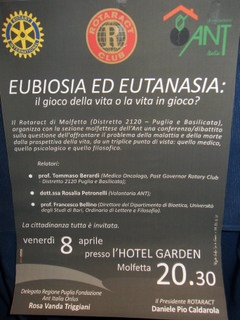 ROTARY
INTERNATIONAL
ROTARACT
R
CLUB
ANT
Italia
EUBIOSIA ED EUTANASIA:
il gioco della vita o la vita in gioco?
Il Rotaract di Molfetta (Distretto 2120 – Puglia e Basilicata),
organizza con la sezione molfettese dell'Ant una conferenza/dibattito
sulla questione dell'affrontare il problema della malattia e della morte
dalla prospettiva della vita, da un triplice punto di vista: quello medico,
quello psicologico e quello filosofico.
Relatori:
prof. Tommaso Berardi (Medico Oncologo, Past Governor Rotary Club
Distretto 2120 Puglia e Basilicata);
dott.ssa Rosalia Petronelli (Volontaria ANT);
prof. Francesco Bellino (Direttore del Dipartimento di Bioetica, Università
degli Studi di Bari, Ordinario di Lettere e Filosofia).
La cittadinanza tutta è invitata.
venerdì 8 aprile
presso l'HOTEL GARDEN
Molfetta 20.30
Delegato Regione Puglia Fondazione
Ant Italia Onlus
Rosa Vanda Triggiani
Il Presidente ROTARACT
Daniele Pio Caldarola